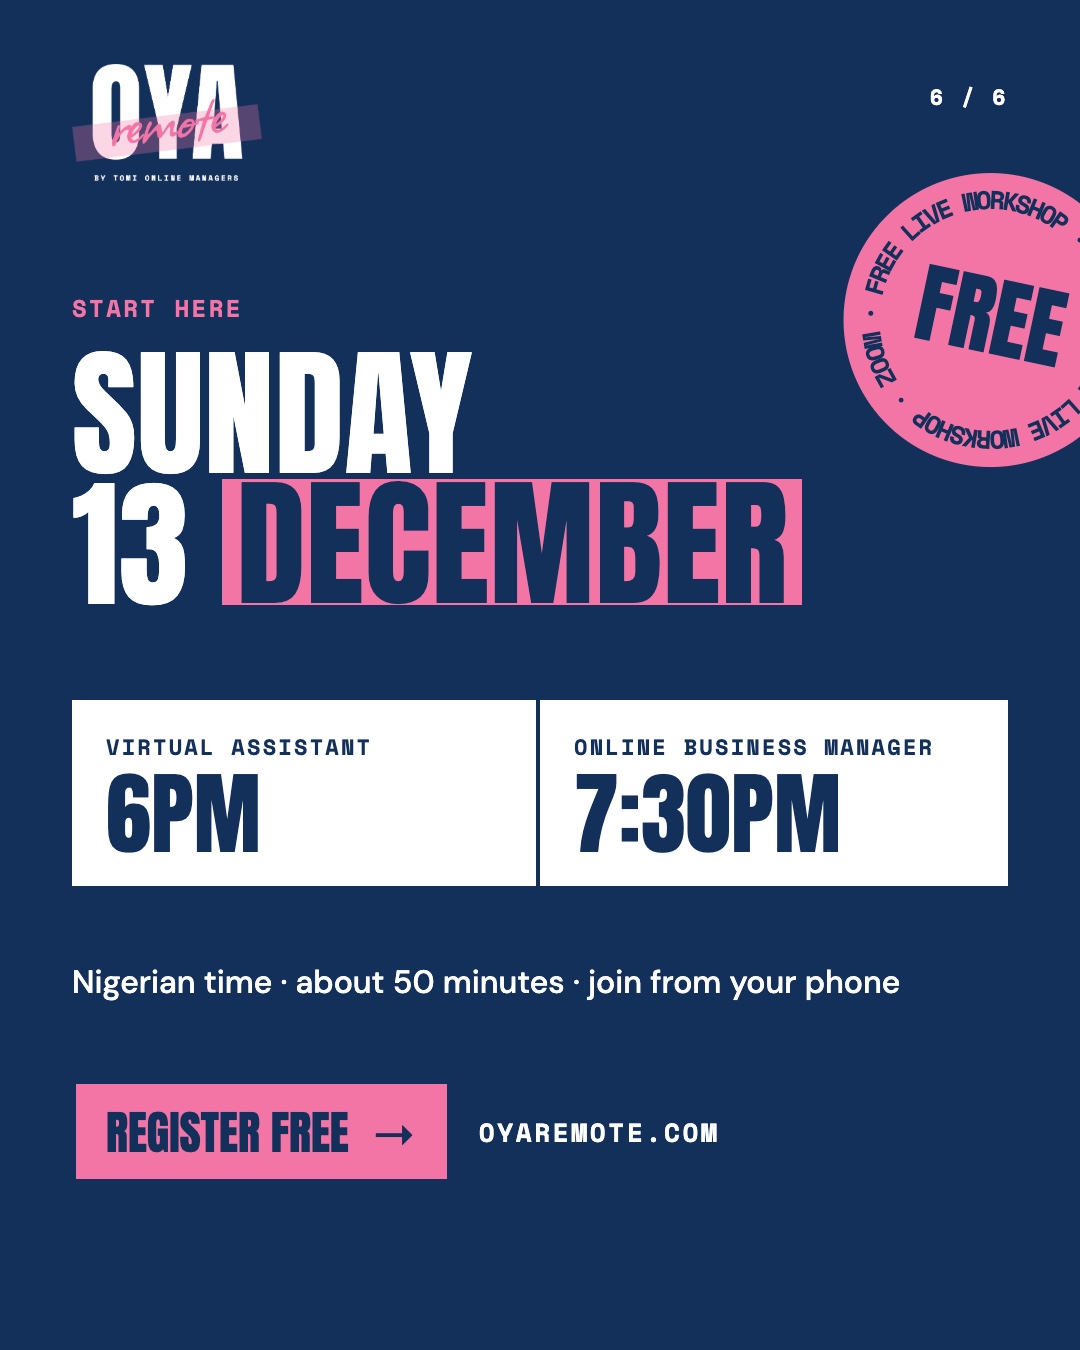 OYA
remote
BY TOMI ONLINE MANAGERS
6 / 6
FREE LIVE WORKSHOP ·
LIVE WORKSHOP · ZOOM ·
FREE
START HERE
SUNDAY
13 DECEMBER
VIRTUAL ASSISTANT
6PM
ONLINE BUSINESS MANAGER
7:30PM
Nigerian time · about 50 minutes · join from your phone
REGISTER FREE →
OYAREMOTE.COM